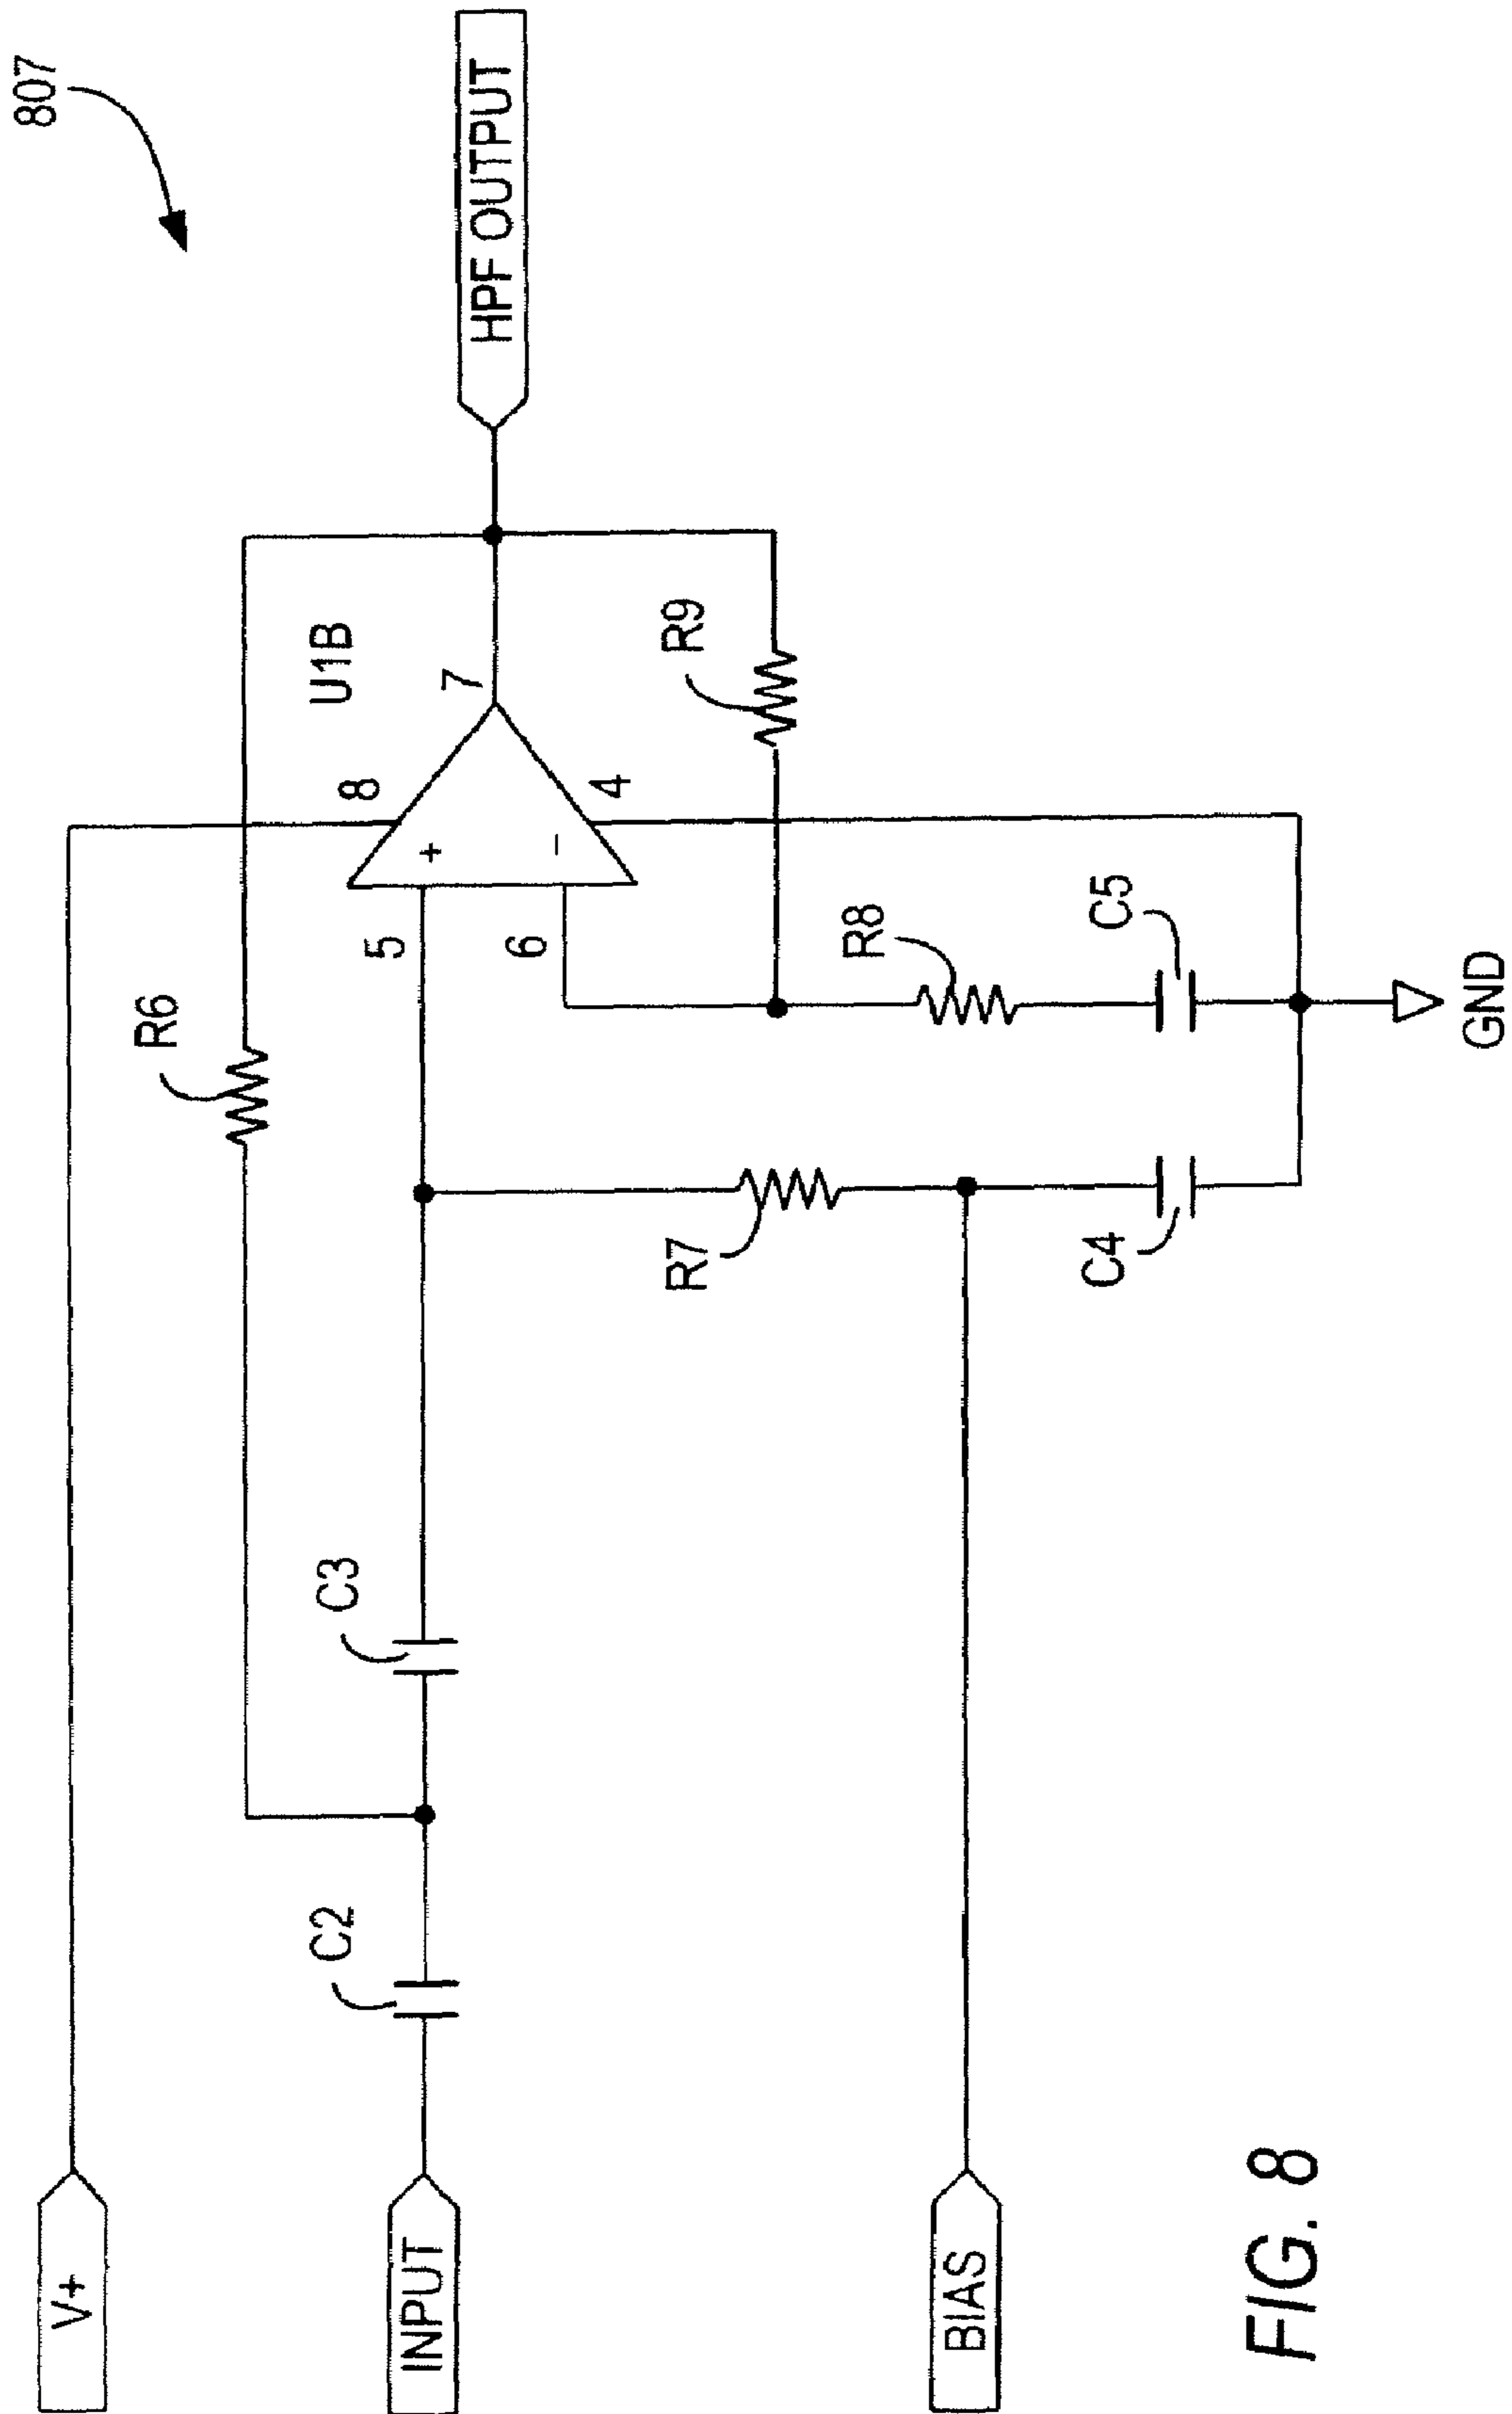 807
V+
INPUT
BIAS
HPF OUTPUT
C2
C3
R6
R7
C4
5
6
8
4
7
U1B
R9
R8
C5
+
−
GND
FIG. 8